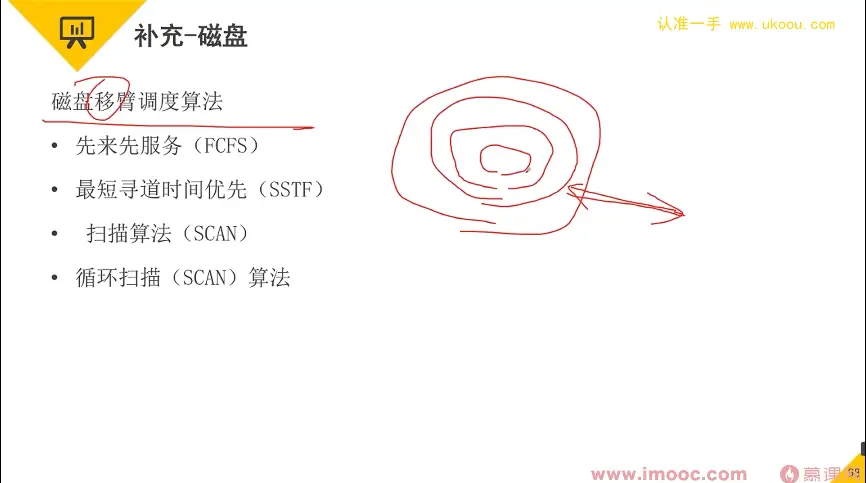 补充-磁盘
认准一手 www.ukoou.com
磁盘移臂调度算法
• 先来先服务（FCFS）
• 最短寻道时间优先（SSTF）
• 扫描算法（SCAN）
• 循环扫描（SCAN）算法
www.imooc.com
慕课